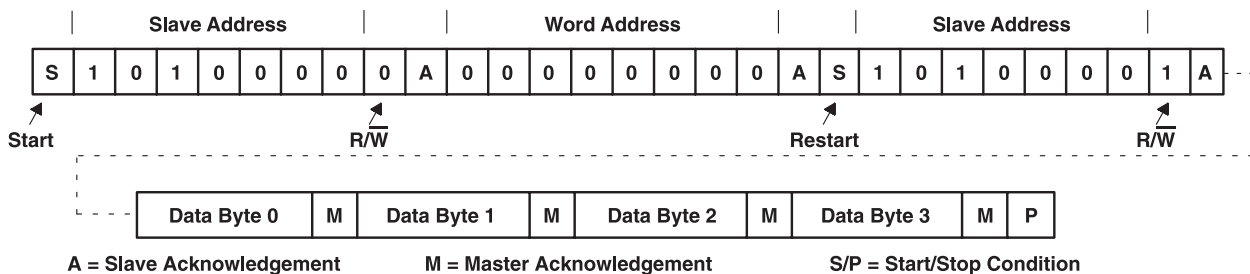 Slave Address Word Address Slave Address
S 1 0 1 0 0 0 0 0 A 0 0 0 0 0 0 0 0 A S 1 0 1 0 0 0 0 1 A
Start R/W̅ Restart R/W̅
Data Byte 0 M Data Byte 1 M Data Byte 2 M Data Byte 3 M P
A = Slave Acknowledgement M = Master Acknowledgement S/P = Start/Stop Condition